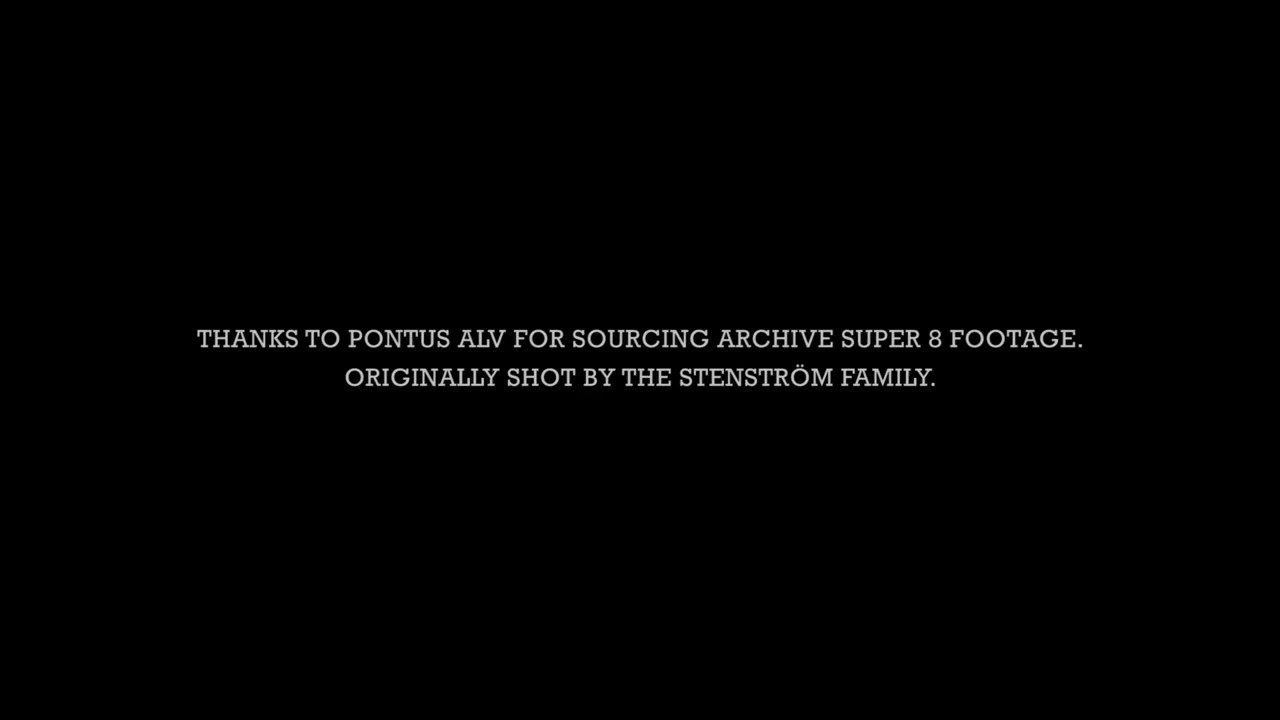 THANKS TO PONTUS ALV FOR SOURCING ARCHIVE SUPER 8 FOOTAGE.
ORIGINALLY SHOT BY THE STENSTRÖM FAMILY.